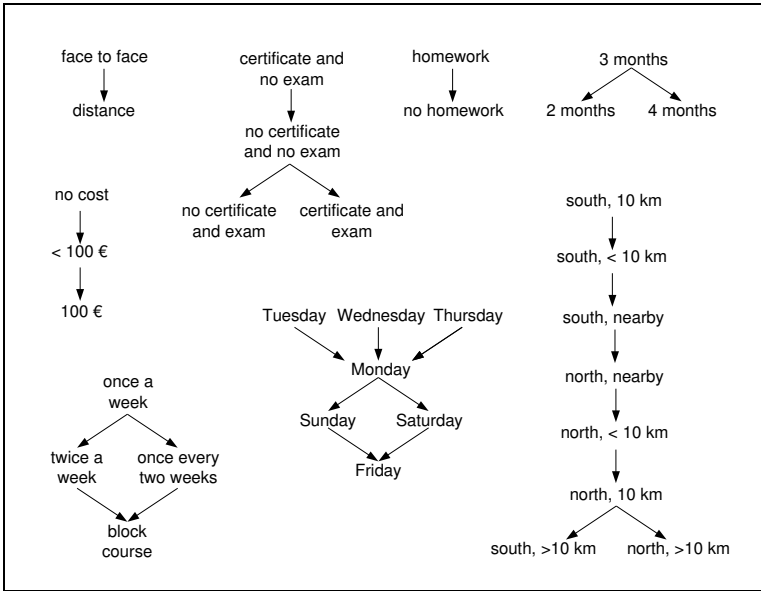 face to face
distance
certificate and
no exam
no certificate
and no exam
no certificate
and exam
certificate and
exam
homework
no homework
3 months
2 months
4 months
no cost
< 100 €
100 €
south, 10 km
south, < 10 km
south, nearby
north, nearby
north, < 10 km
north, 10 km
south, >10 km
north, >10 km
Tuesday
Wednesday
Thursday
Monday
Sunday
Saturday
Friday
once a
week
twice a
week
once every
two weeks
block
course